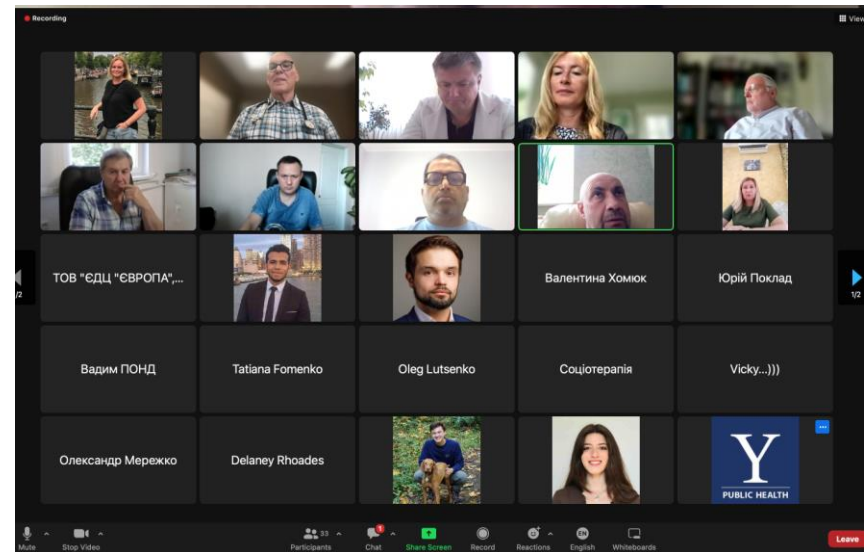 Recording
View
ТОВ "ЄДЦ "ЄВРОПА",...
Валентина Хомюк
Юрій Поклад
/2
1/2
Вадим ПОНД
Tatiana Fomenko
Oleg Lutsenko
Соціотерапія
Vicky...)))
Олександр Мережко
Delaney Rhoades
Y
PUBLIC HEALTH
33
1
EN
Mute
Stop Video
Participants
Chat
Share Screen
Record
Reactions
English
Whiteboards
Leave